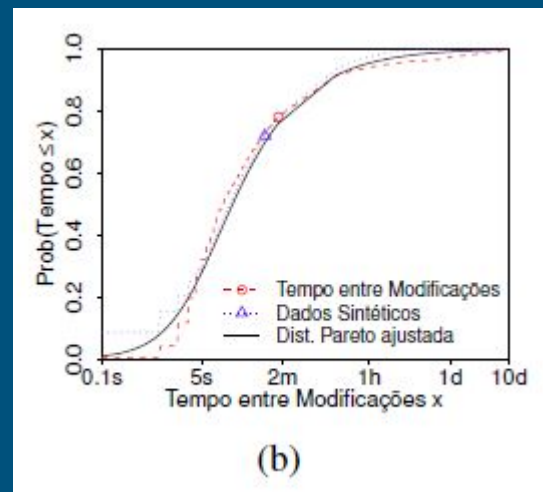 Prob(Tempo ≤ x)
1.0
0.8
0.6
0.4
0.2
0.0
Tempo entre Modificações
Dados Sintéticos
Dist. Pareto ajustada
0.1s 5s 2m 1h 1d 10d
Tempo entre Modificações x
(b)